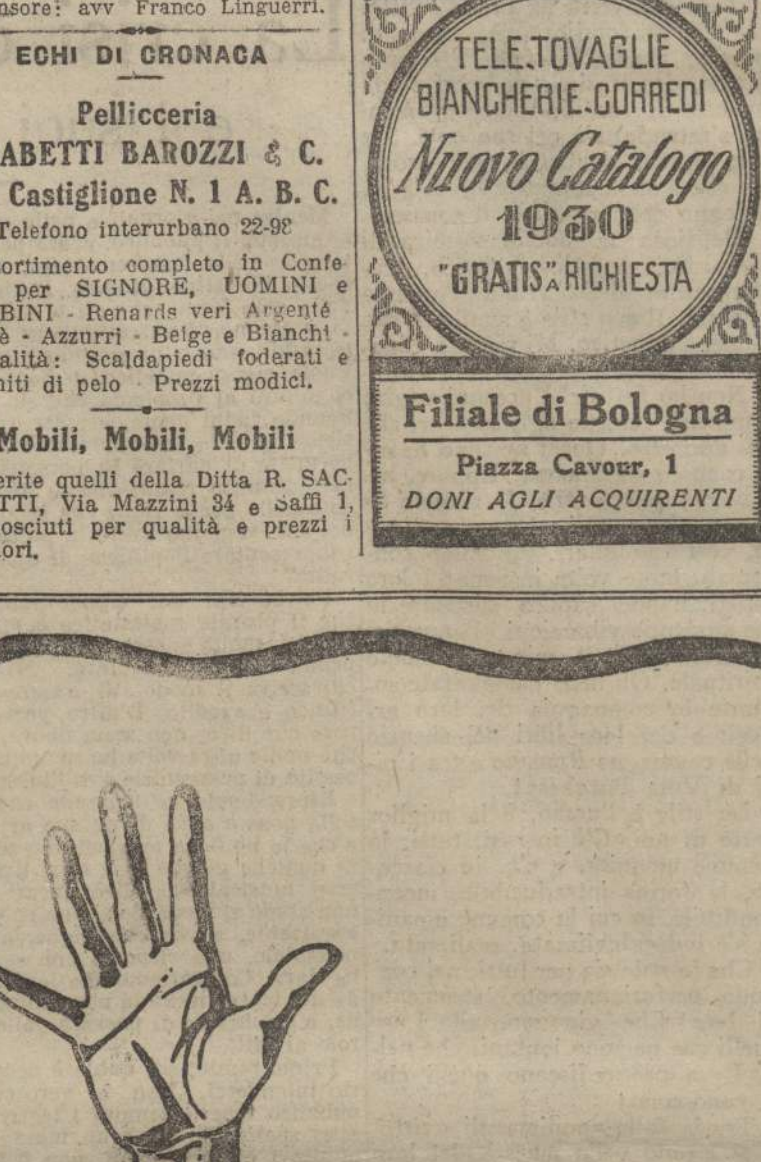 nsore: avv Franco Linguerri.
ECHI DI CRONACA
Pellicceria
ABETTI BAROZZI & C.
Castiglione N. 1 A. B. C.
Telefono interurbano 22-98
ortimento completo in Confe-
per SIGNORE, UOMINI e
BINI - Renards veri Argenté
è - Azzurri - Beige e Bianchi -
alità: Scaldapiedi foderati e
niti di pelo - Prezzi modici.
Mobili, Mobili, Mobili
erite quelli della Ditta R. SAC-
TTI, Via Mazzini 34 e Saffi 1,
osciuti per qualità e prezzi i
ori.
TELE.TOVAGLIE
BIANCHERIE.CORREDI
Nuovo Catalogo
1930
"GRATIS" A RICHIESTA
Filiale di Bologna
Piazza Cavour, 1
DONI AGLI ACQUIRENTI